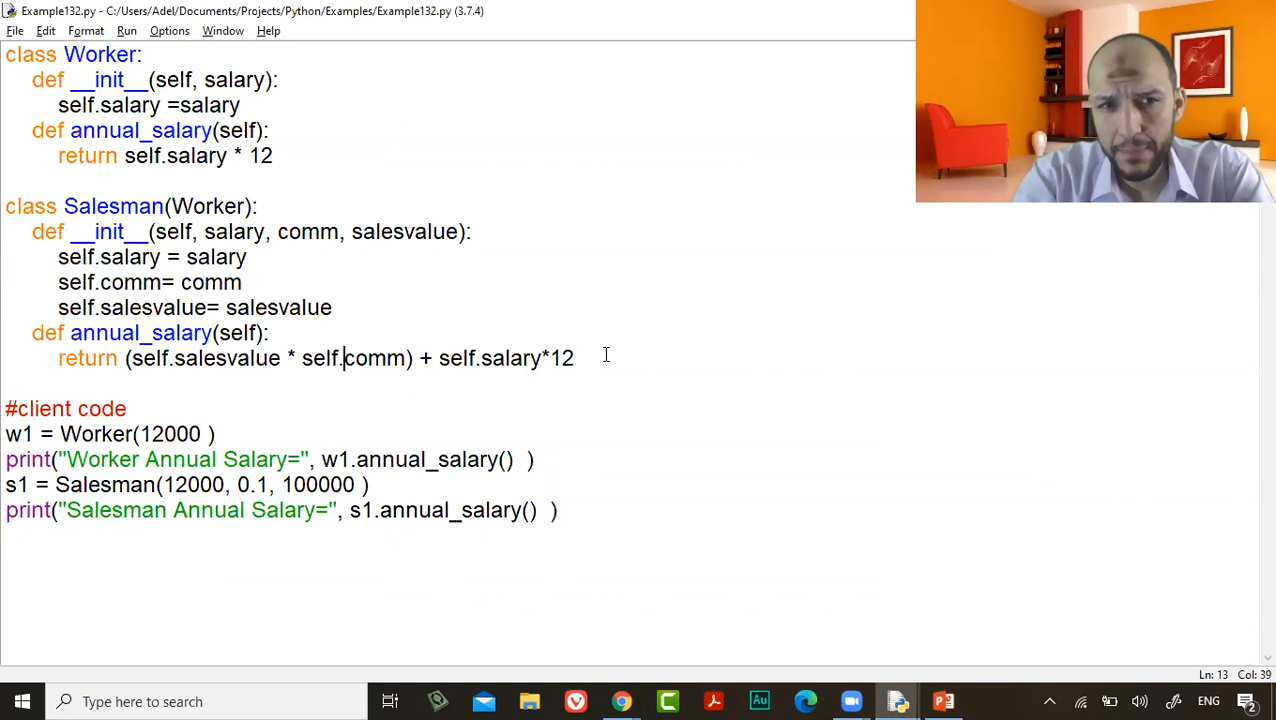 Example132.py - C:/Users/Adel/Documents/Projects/Python/Examples/Example132.py (3.7.4)
File Edit Format Run Options Window Help
class Worker:
def __init__(self, salary):
self.salary =salary
def annual_salary(self):
return self.salary * 12
class Salesman(Worker):
def __init__(self, salary, comm, salesvalue):
self.salary = salary
self.comm= comm
self.salesvalue= salesvalue
def annual_salary(self):
return (self.salesvalue * self.comm) + self.salary*12
#client code
w1 = Worker(12000 )
print("Worker Annual Salary=", w1.annual_salary()  )
s1 = Salesman(12000, 0.1, 100000 )
print("Salesman Annual Salary=", s1.annual_salary()  )
Ln: 13 Col: 39
Type here to search
Au
ENG
2